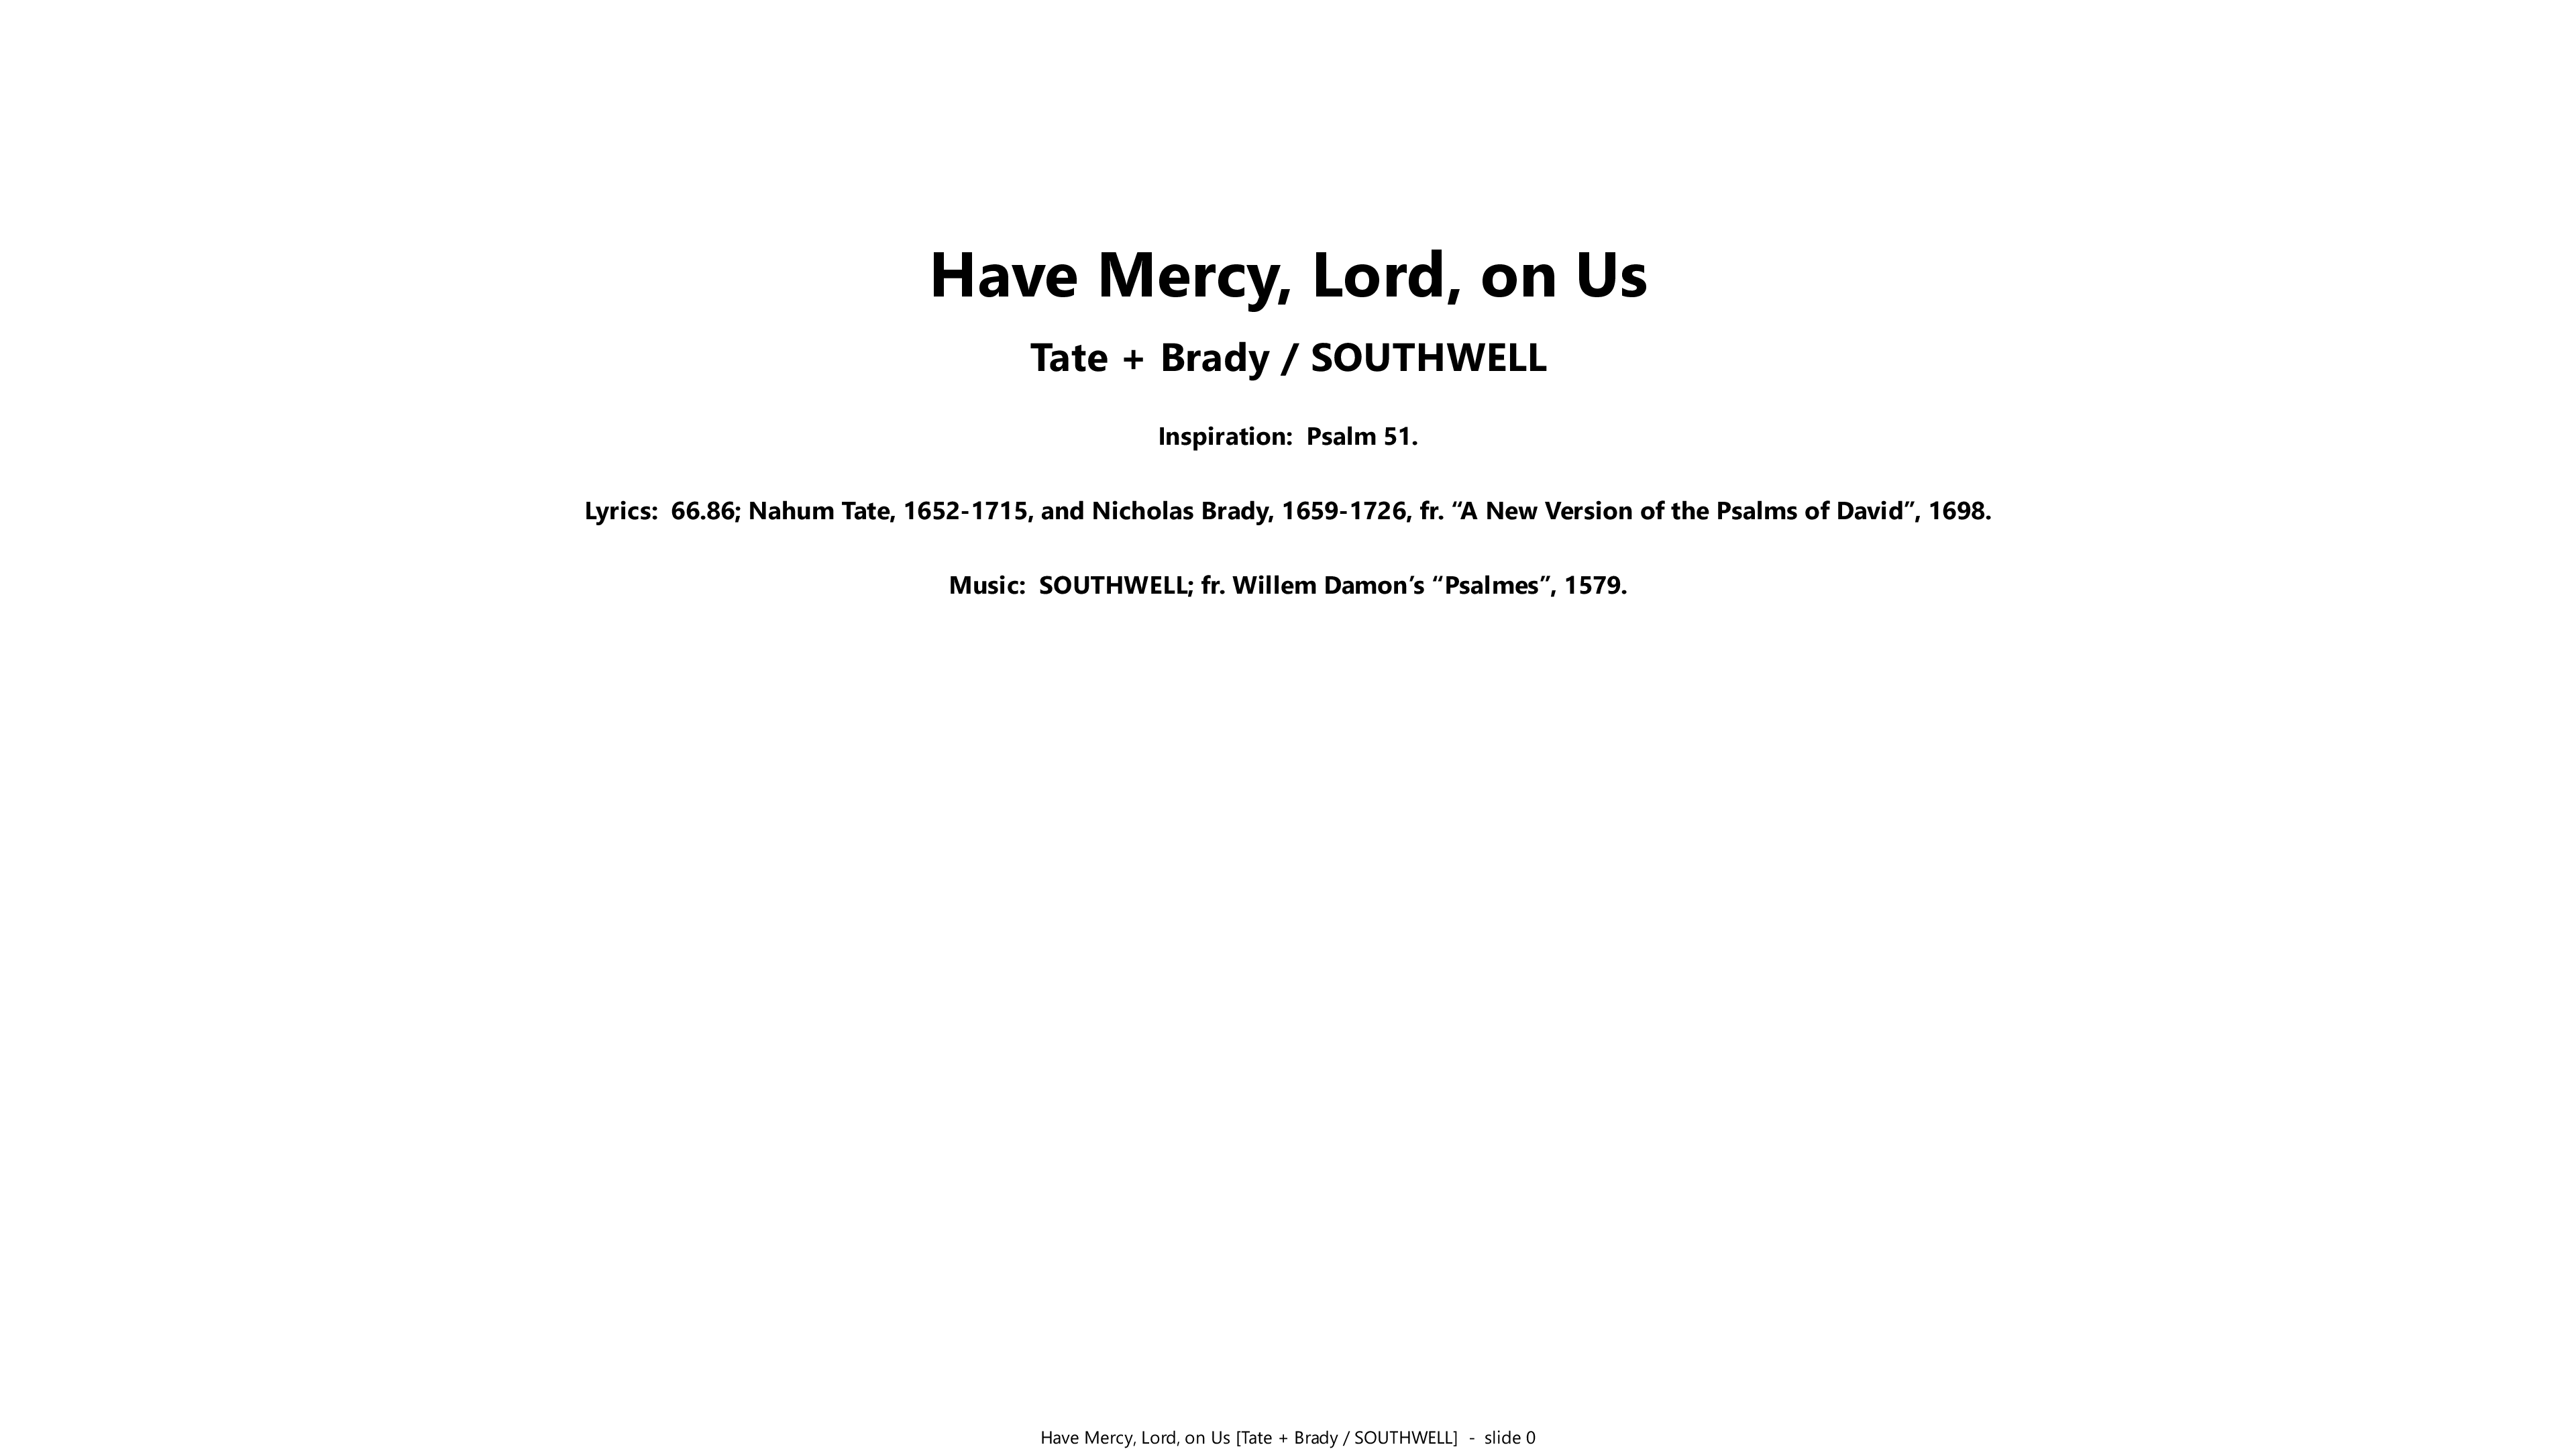 Have Mercy, Lord, on Us
Tate + Brady / SOUTHWELL
Inspiration:  Psalm 51.
Lyrics:  66.86; Nahum Tate, 1652-1715, and Nicholas Brady, 1659-1726, fr. “A New Version of the Psalms of David”, 1698.
Music:  SOUTHWELL; fr. Willem Damon’s “Psalmes”, 1579.
Have Mercy, Lord, on Us [Tate + Brady / SOUTHWELL]  -  slide 0